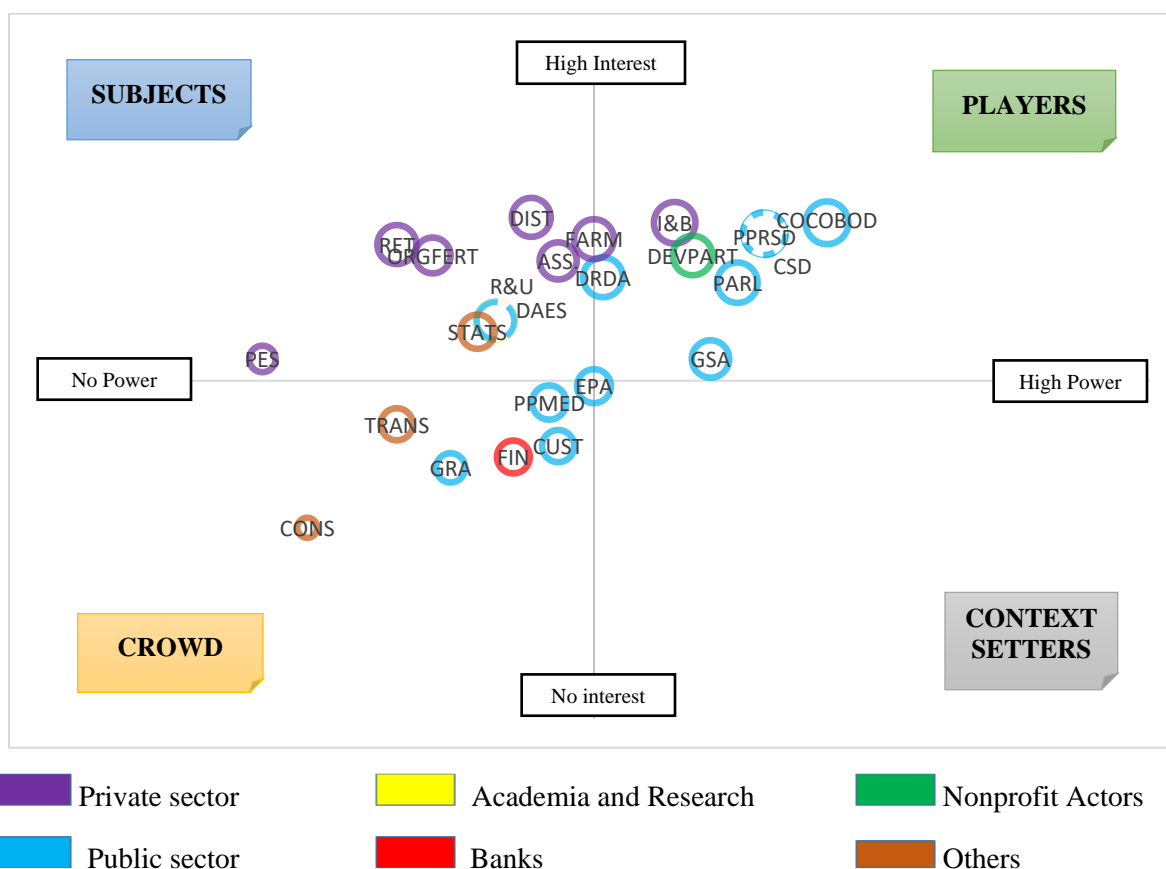 High Interest
SUBJECTS
PLAYERS
DIST
I&B
COCOBOD
FARM
PPRSD
RET
ORGFERT
ASS.
DEVPART
CSD
DRDA
PARL
R&U
DAES
STATS
PES
GSA
No Power
High Power
EPA
PPMED
TRANS
CUST
FIN
GRA
CONS
CROWD
CONTEXT
SETTERS
No interest
Private sector
Academia and Research
Nonprofit Actors
Public sector
Banks
Others